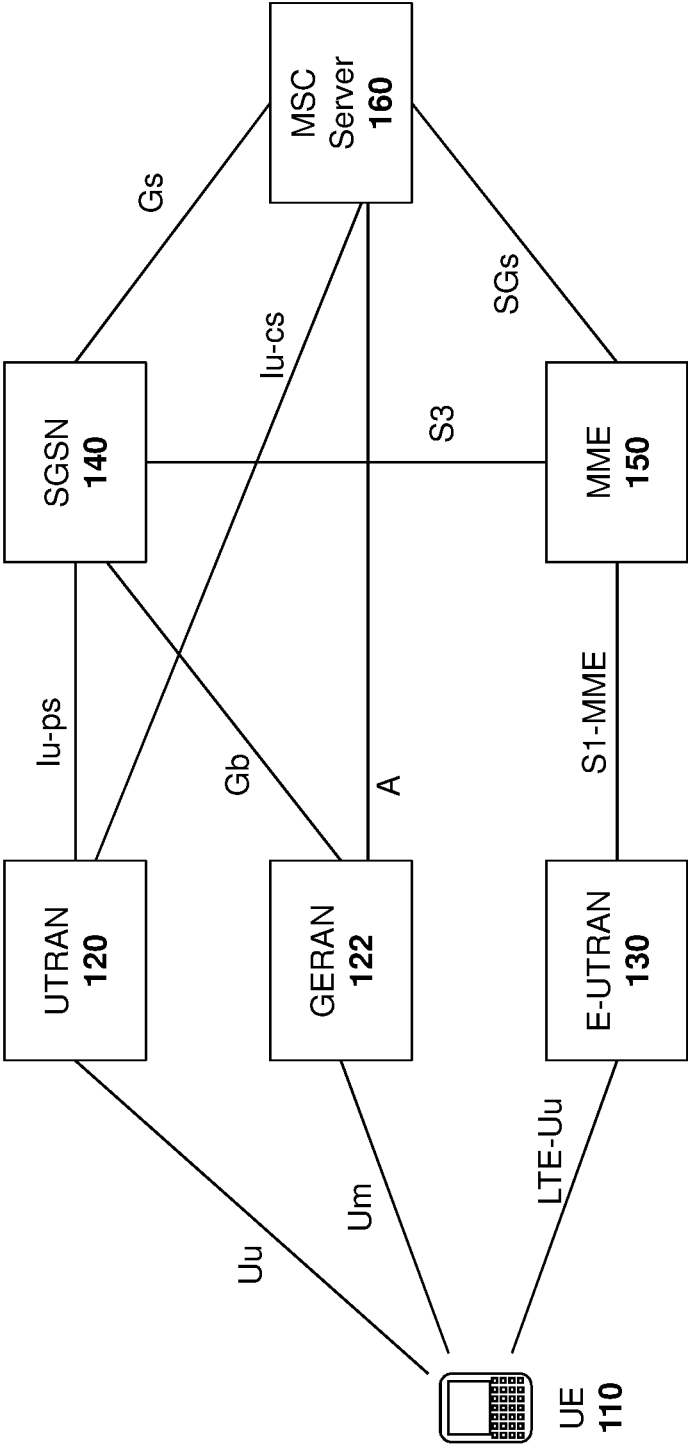 MSC
Server
160
Gs
Iu-cs
SGs
SGSN
140
S3
MME
150
Iu-ps
Gb
A
S1-MME
UTRAN
120
GERAN
122
E-UTRAN
130
Uu
Um
LTE-Uu
UE
110